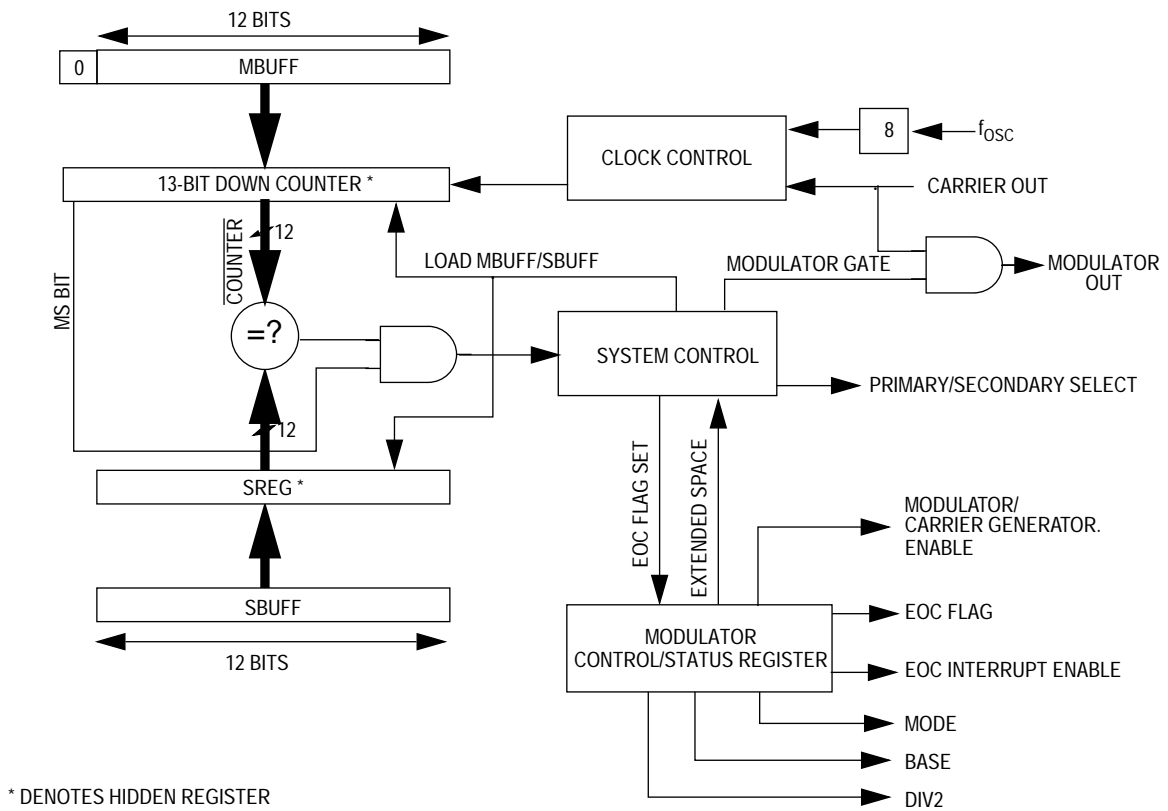 12 BITS
0
MBUFF
8
fOSC
CLOCK CONTROL
13-BIT DOWN COUNTER *
CARRIER OUT
12
COUNTER
LOAD MBUFF/SBUFF
MODULATOR GATE
MODULATOR
OUT
MS BIT
=?
SYSTEM CONTROL
PRIMARY/SECONDARY SELECT
12
SREG *
EOC FLAG SET
EXTENDED SPACE
MODULATOR/
CARRIER GENERATOR.
ENABLE
SBUFF
EOC FLAG
12 BITS
MODULATOR
CONTROL/STATUS REGISTER
EOC INTERRUPT ENABLE
MODE
BASE
DIV2
* DENOTES HIDDEN REGISTER